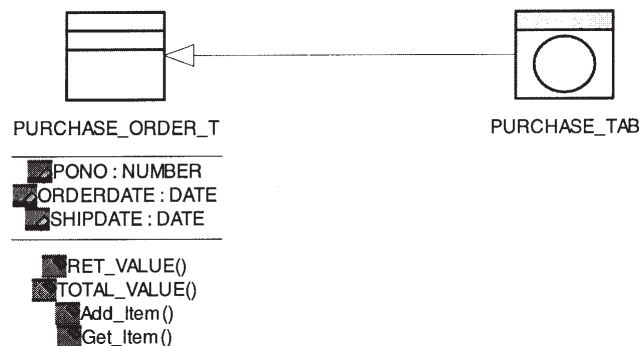 PURCHASE_ORDER_T
PURCHASE_TAB
PONO : NUMBER
ORDERDATE : DATE
SHIPDATE : DATE
RET_VALUE()
TOTAL_VALUE()
Add_Item()
Get_Item()